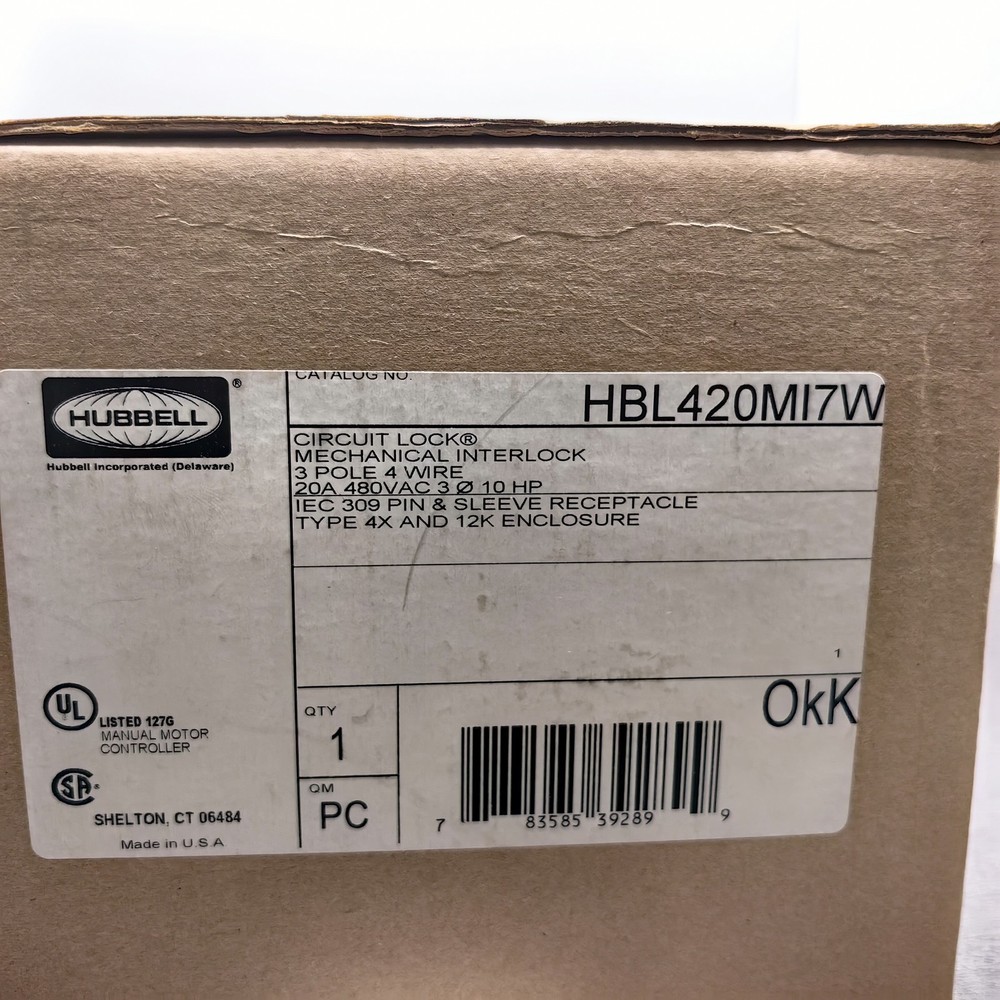 HUBBELL®
Hubbell Incorporated (Delaware)
CATALOG NO.
HBL420MI7W
CIRCUIT LOCK®
MECHANICAL INTERLOCK
3 POLE 4 WIRE
20A 480VAC 3 Ø 10 HP
IEC 309 PIN & SLEEVE RECEPTACLE
TYPE 4X AND 12K ENCLOSURE
1
OkK
UL LISTED 127G
MANUAL MOTOR
CONTROLLER
SA®
SHELTON, CT 06484
Made in U.S.A
QTY
1
QM
PC
7 83585 39289 9